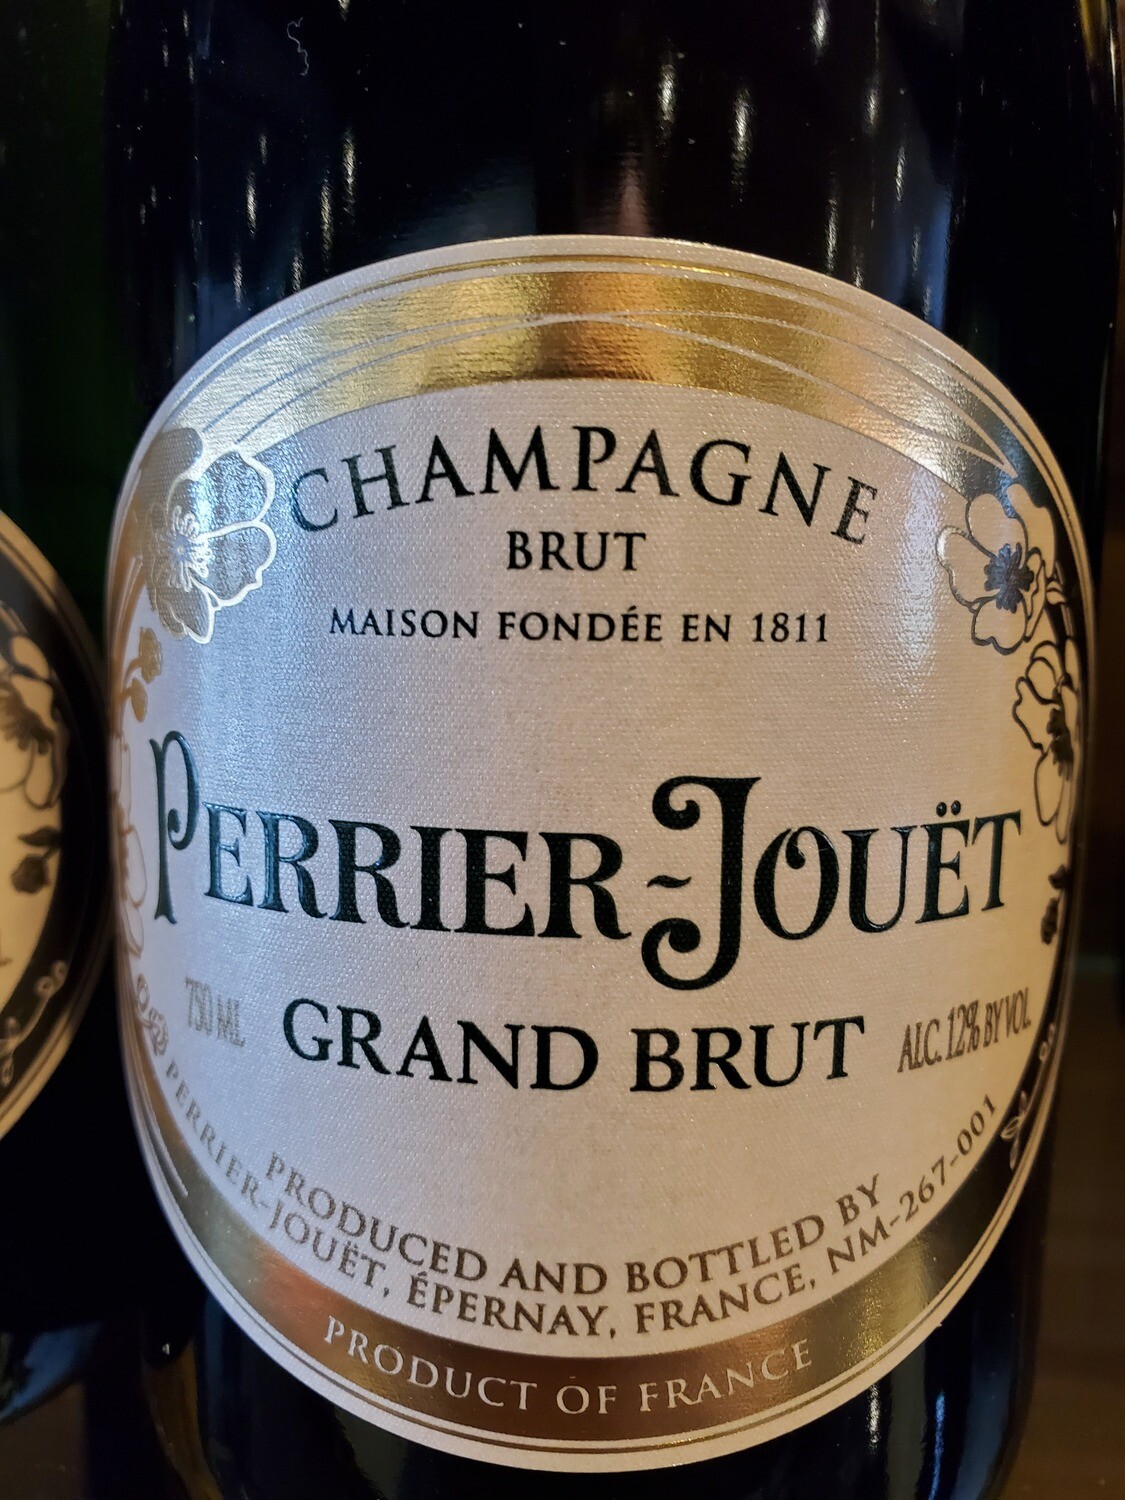 CHAMPAGNE
BRUT
MAISON FONDÉE EN 1811
PERRIER-JOUËT
750 ML
GRAND BRUT
ALC. 12% BY VOL.
PRODUCED AND BOTTLED BY
PERRIER-JOUËT, ÉPERNAY, FRANCE, NM-267-001
PRODUCT OF FRANCE